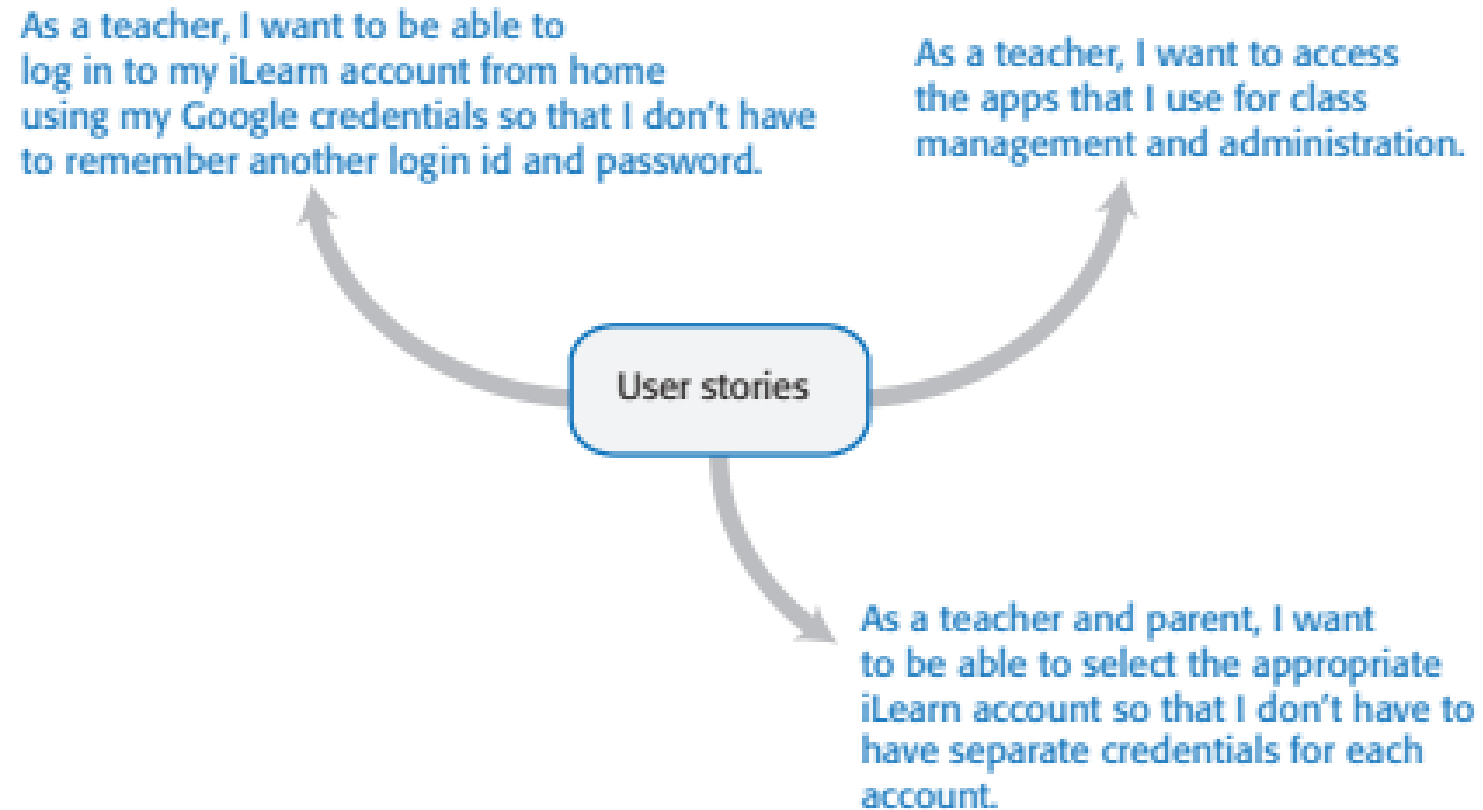 As a teacher, I want to be able to
log in to my iLearn account from home
using my Google credentials so that I don't have
to remember another login id and password.
As a teacher, I want to access
the apps that I use for class
management and administration.
User stories
As a teacher and parent, I want
to be able to select the appropriate
iLearn account so that I don't have to
have separate credentials for each
account.